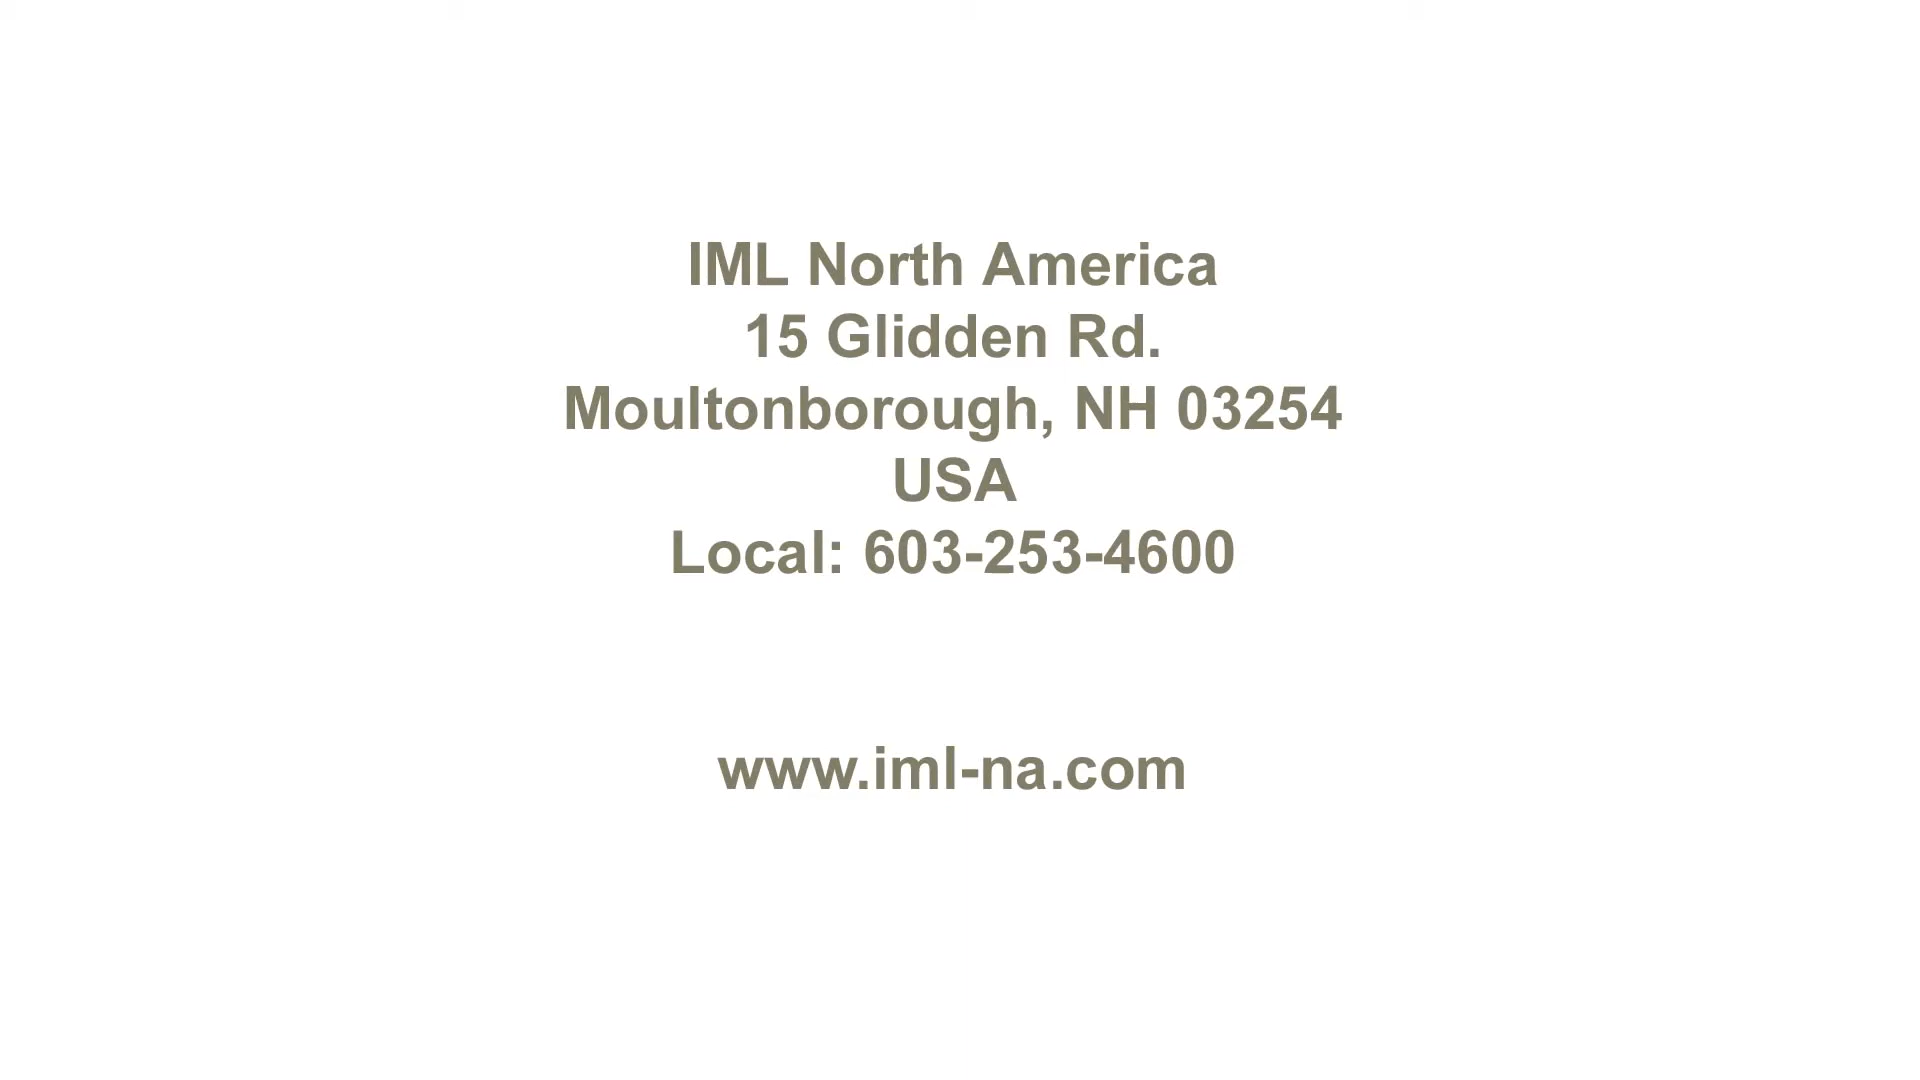 IML North America
15 Glidden Rd.
Moultonborough, NH 03254
USA
Local: 603-253-4600
www.iml-na.com